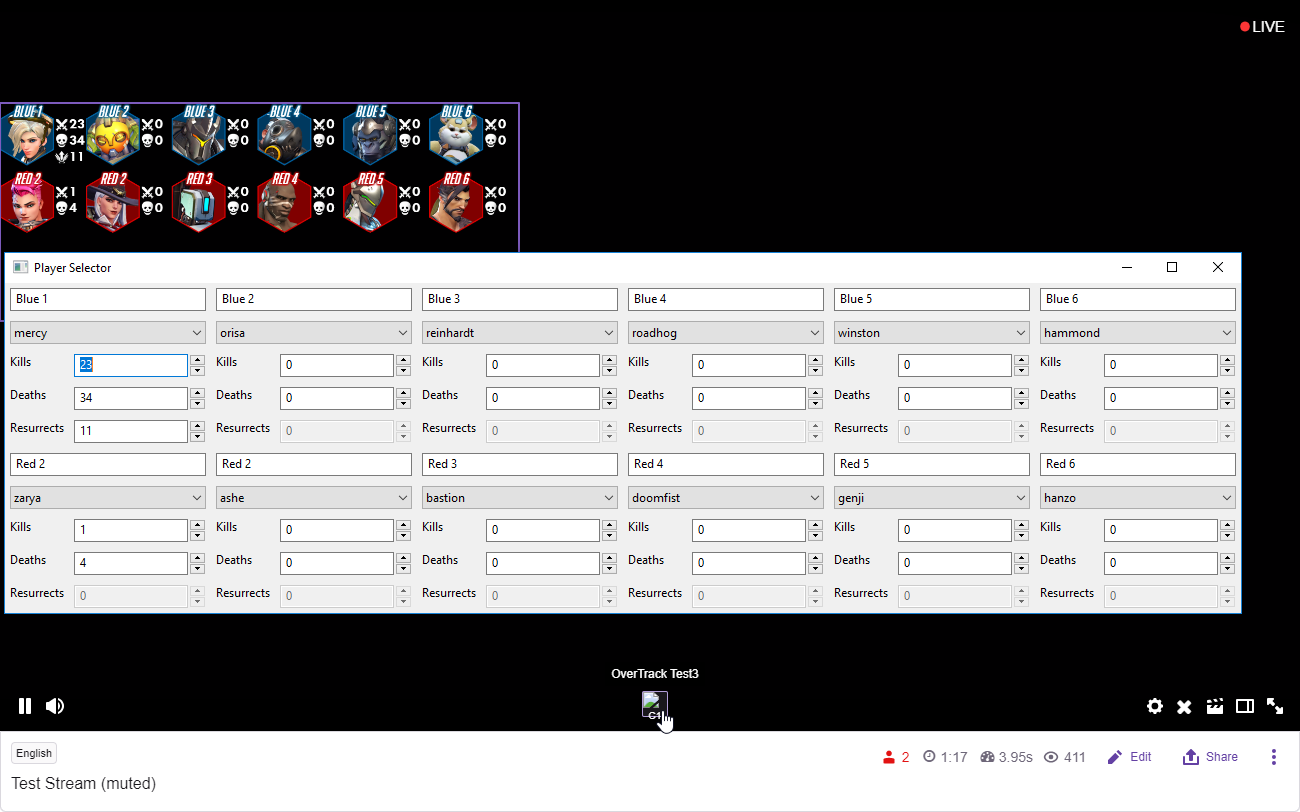 LIVE
BLUE 1 BLUE 2 BLUE 3 BLUE 4 BLUE 5 BLUE 6
23 0 0 0 0 0
34 0 0 0 0 0
11
RED 2 RED 2 RED 3 RED 4 RED 5 RED 6
1 0 0 0 0 0
4 0 0 0 0 0
Player Selector
Blue 1 Blue 2 Blue 3 Blue 4 Blue 5 Blue 6
mercy orisa reinhardt roadhog winston hammond
Kills 23 Kills 0 Kills 0 Kills 0 Kills 0 Kills 0
Deaths 34 Deaths 0 Deaths 0 Deaths 0 Deaths 0 Deaths 0
Resurrects 11 Resurrects 0 Resurrects 0 Resurrects 0 Resurrects 0 Resurrects 0
Red 2 Red 2 Red 3 Red 4 Red 5 Red 6
zarya ashe bastion doomfist genji hanzo
Kills 1 Kills 0 Kills 0 Kills 0 Kills 0 Kills 0
Deaths 4 Deaths 0 Deaths 0 Deaths 0 Deaths 0 Deaths 0
Resurrects 0 Resurrects 0 Resurrects 0 Resurrects 0 Resurrects 0 Resurrects 0
OverTrack Test3
English
2 1:17 3.95s 411 Edit Share
Test Stream (muted)